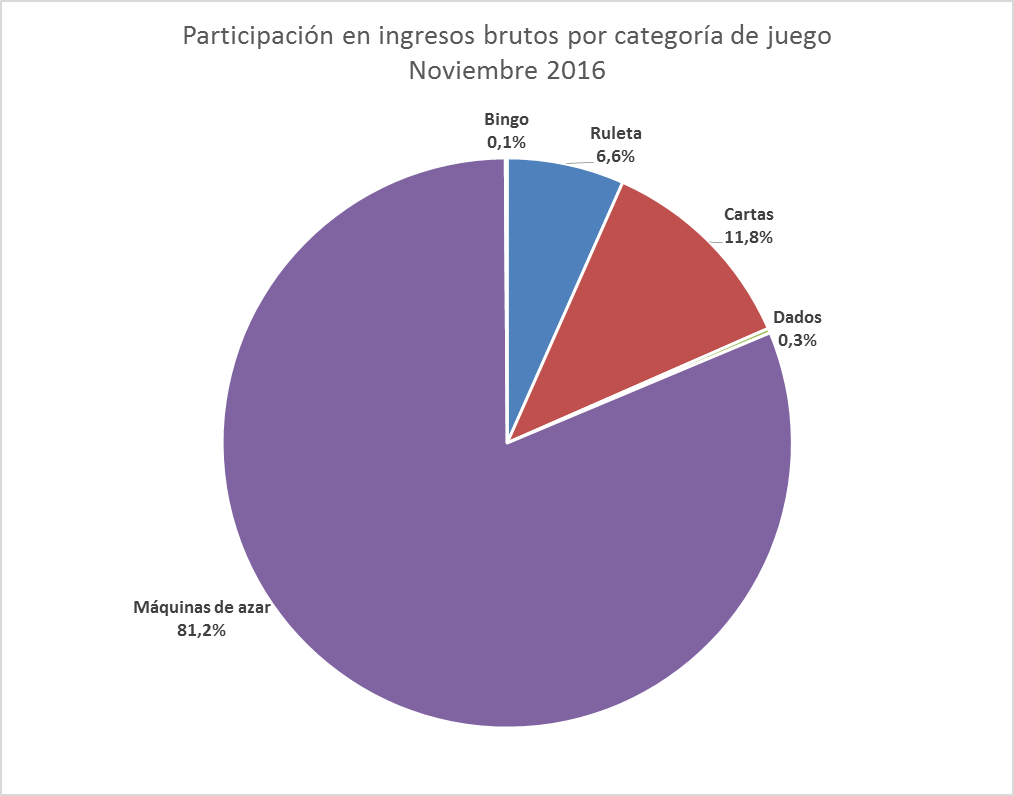 Participación en ingresos brutos por categoría de juego
Noviembre 2016
Bingo
0,1%
Ruleta
6,6%
Cartas
11,8%
Dados
0,3%
Máquinas de azar
81,2%